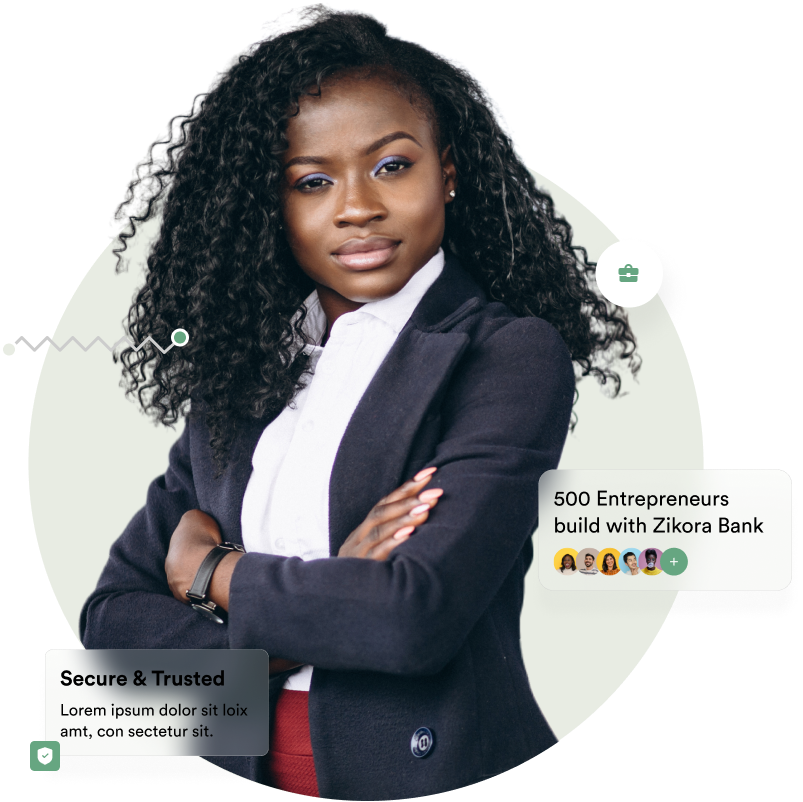 500 Entrepreneurs
build with Zikora Bank
Secure & Trusted
Lorem ipsum dolor sit loix
amt, con sectetur sit.